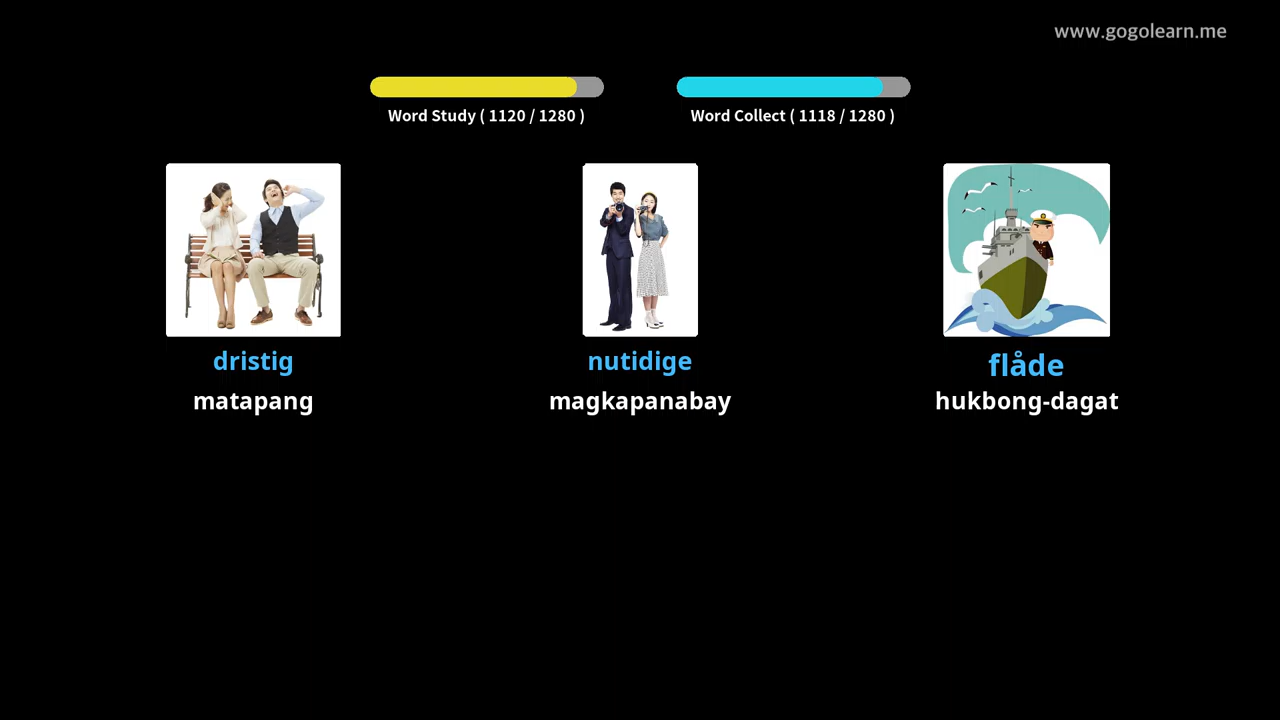 www.gogolearn.me
Word Study ( 1120 / 1280 )
Word Collect ( 1118 / 1280 )
dristig
matapang
nutidige
magkapanabay
flåde
hukbong-dagat